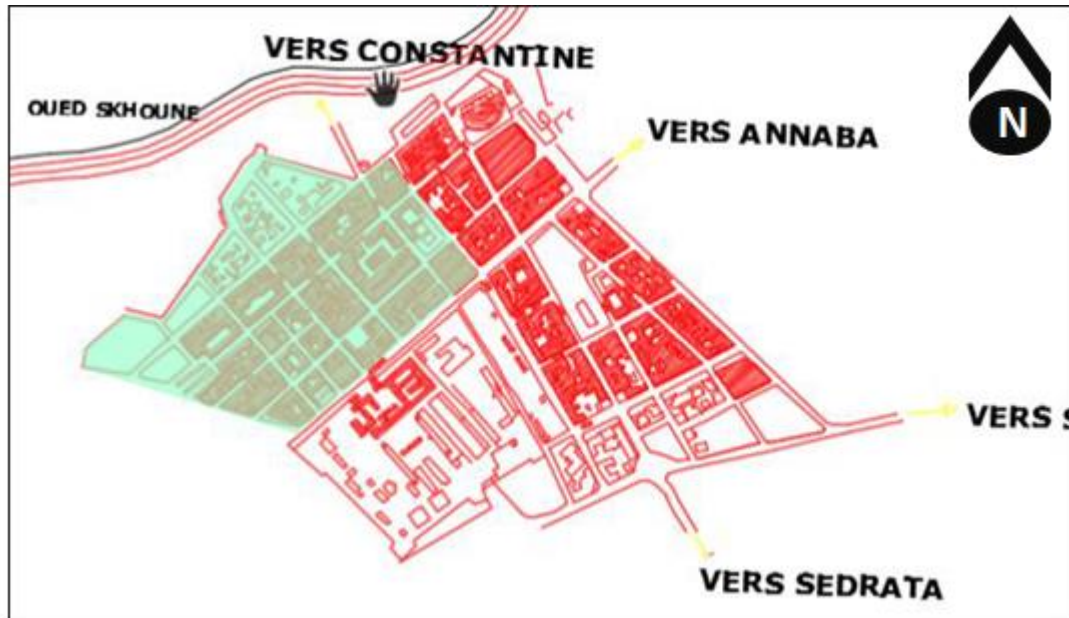 VERS CONSTANTINE
OUED SKHOUNE
N
VERS ANNABA
VERS S
VERS SEDRATA